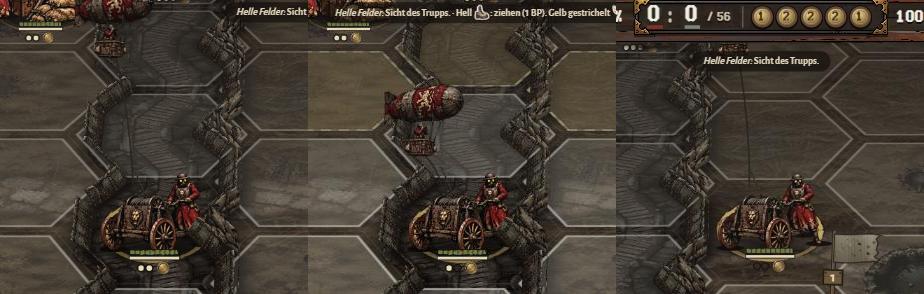 Helle Felder: Sicht
Helle Felder: Sicht des Trupps. · Hell : ziehen (1 BP). Gelb gestrichelt
%
0 : 0 / 56
1 2 2 2 1
100
Helle Felder: Sicht des Trupps.
1